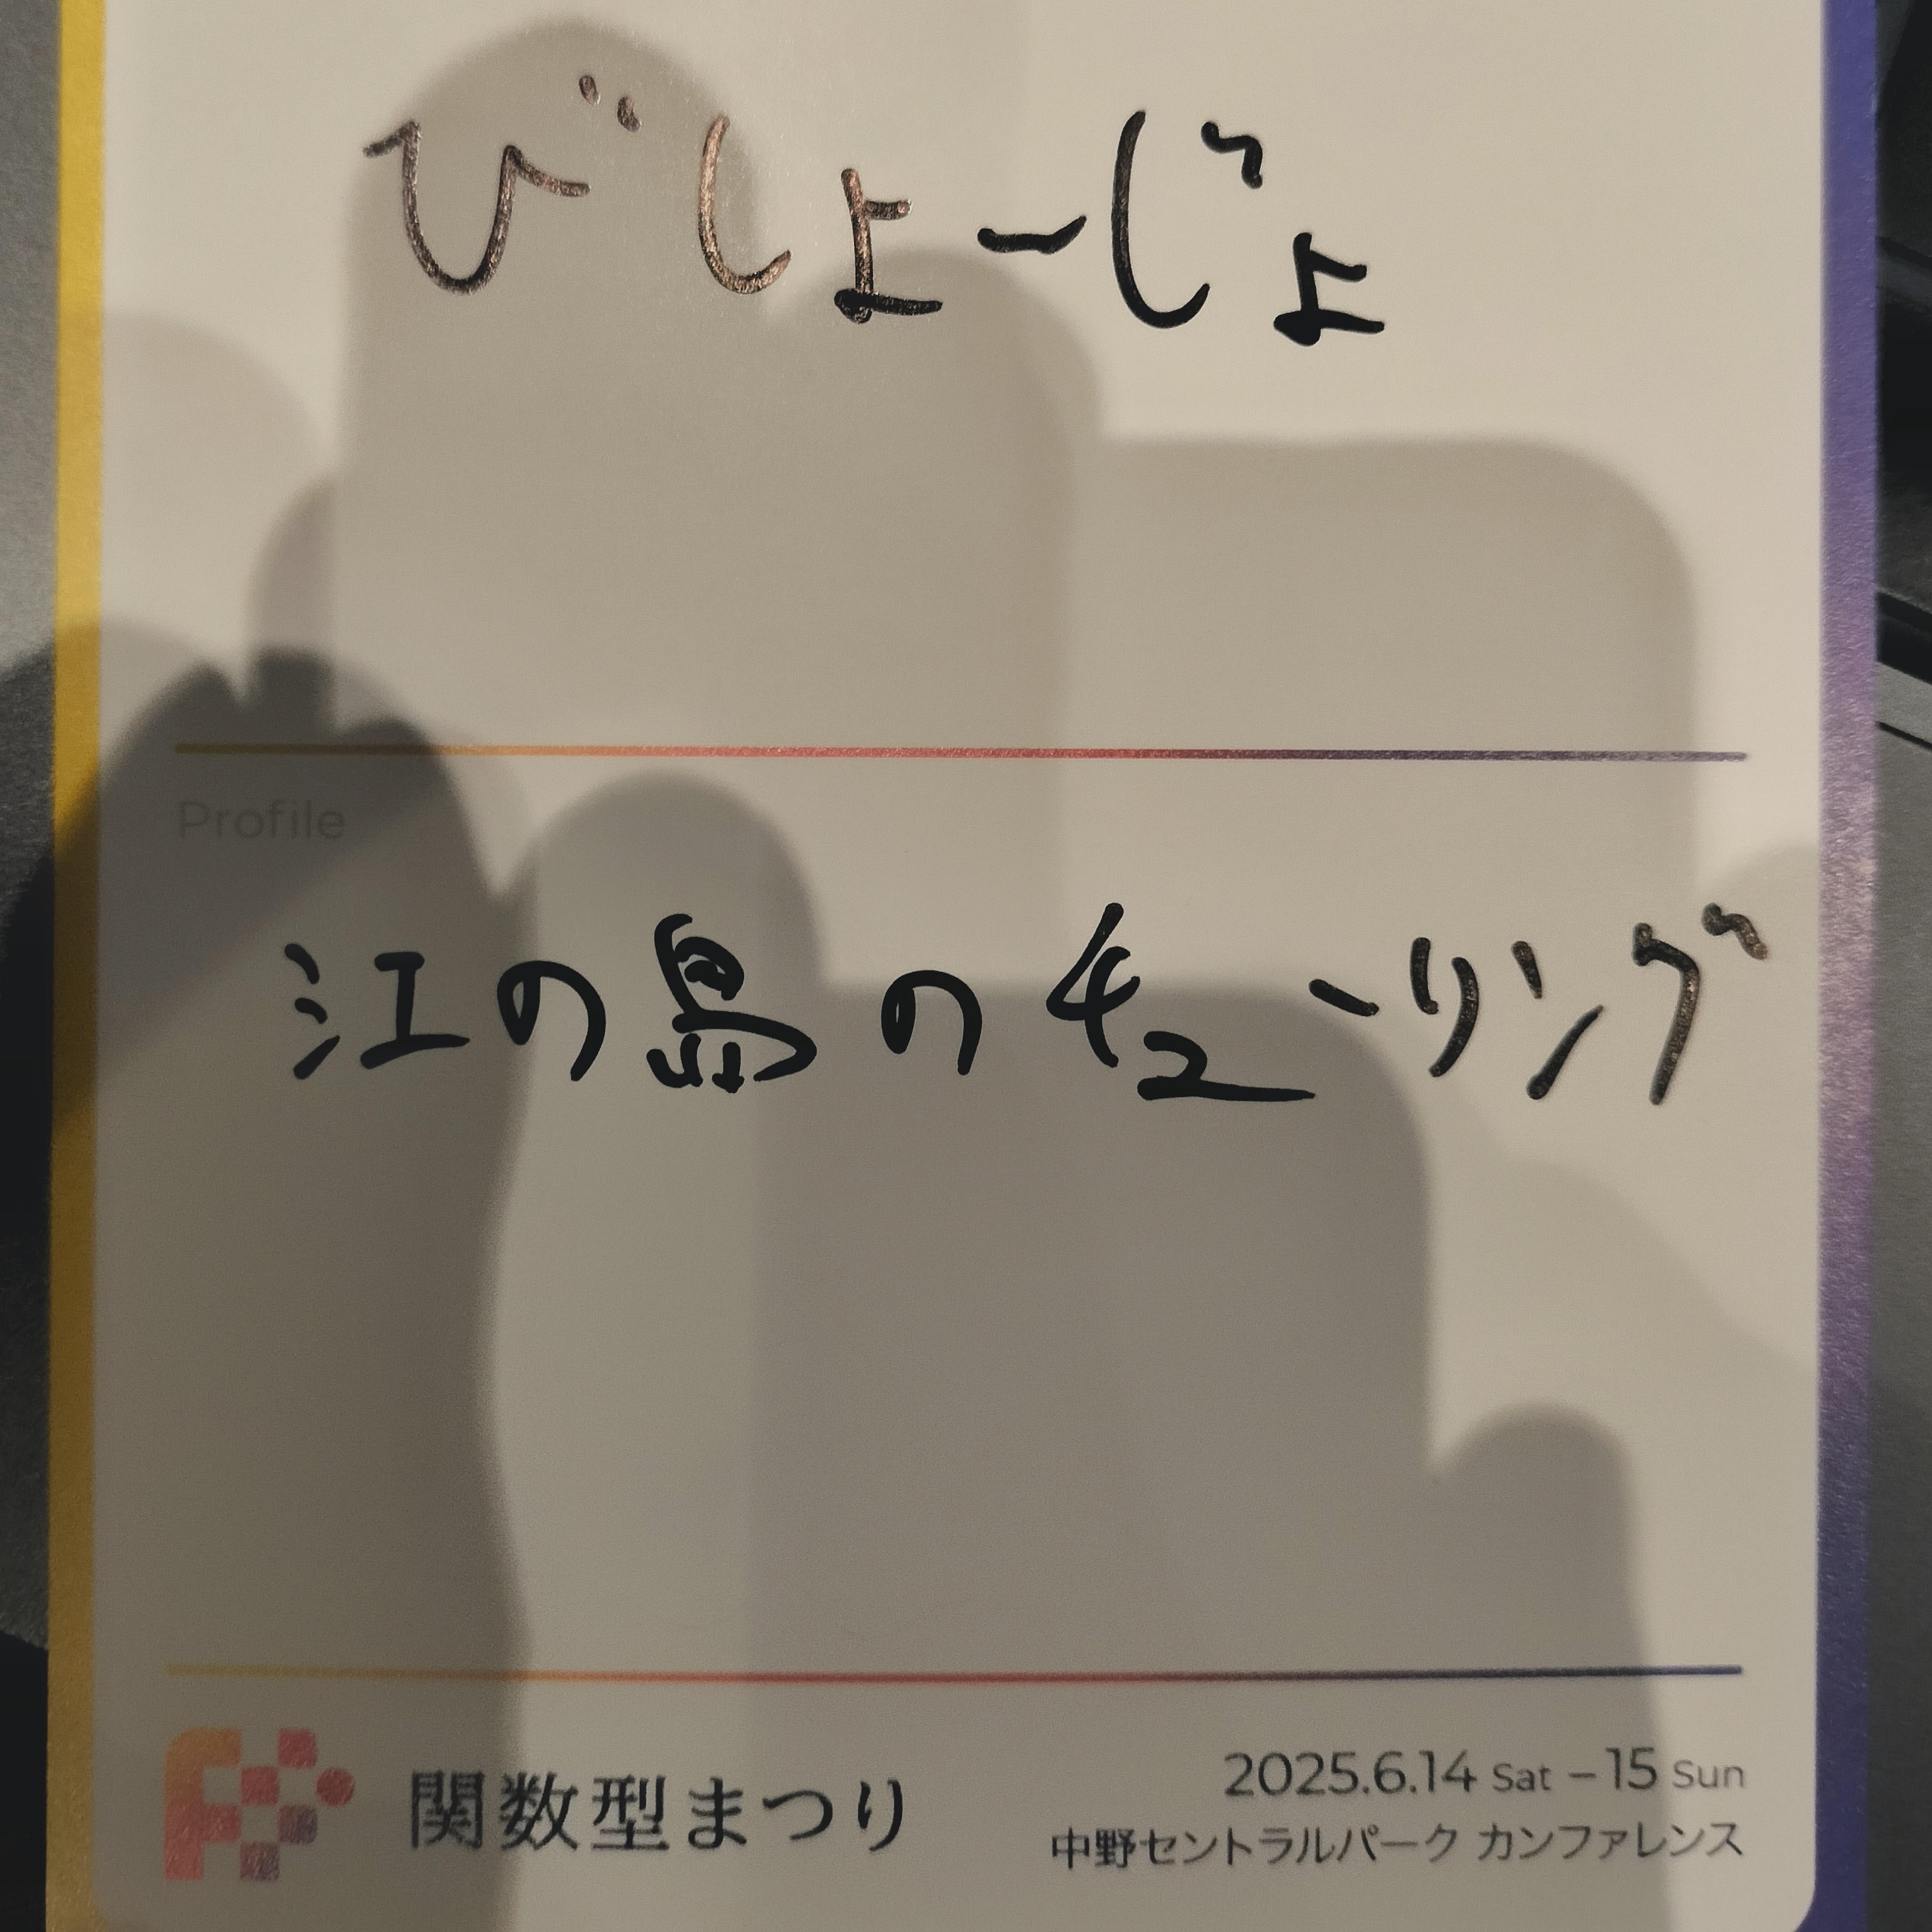 びしょーじょ
Profile
江の島のチューリング
関数型まつり
2025.6.14 Sat – 15 Sun
中野セントラルパーク カンファレンス